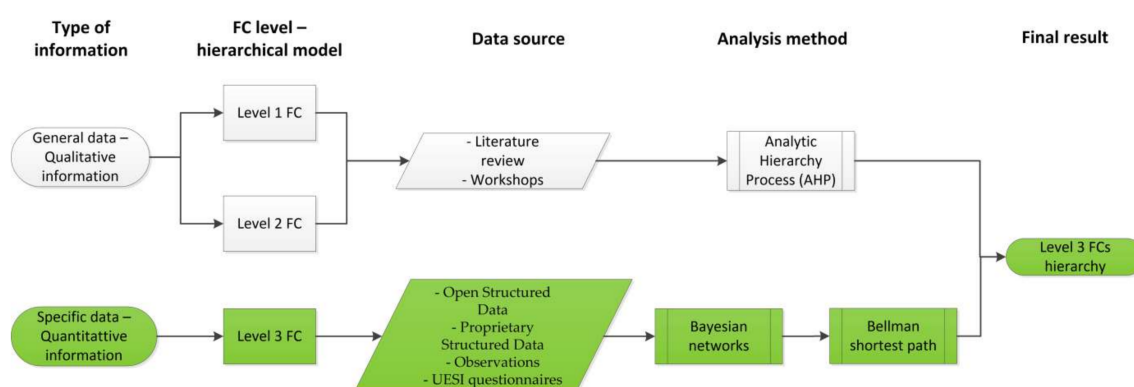 Type of
information
FC level –
hierarchical model
Data source
Analysis method
Final result
General data –
Qualitative
information
Level 1 FC
Level 2 FC
- Literature
review
- Workshops
Analytic
Hierarchy
Process (AHP)
Level 3 FCs
hierarchy
Specific data –
Quantitattive
information
Level 3 FC
- Open Structured
Data
- Proprietary
Structured Data
- Observations
- UESI questionnaires
Bayesian
networks
Bellman
shortest path